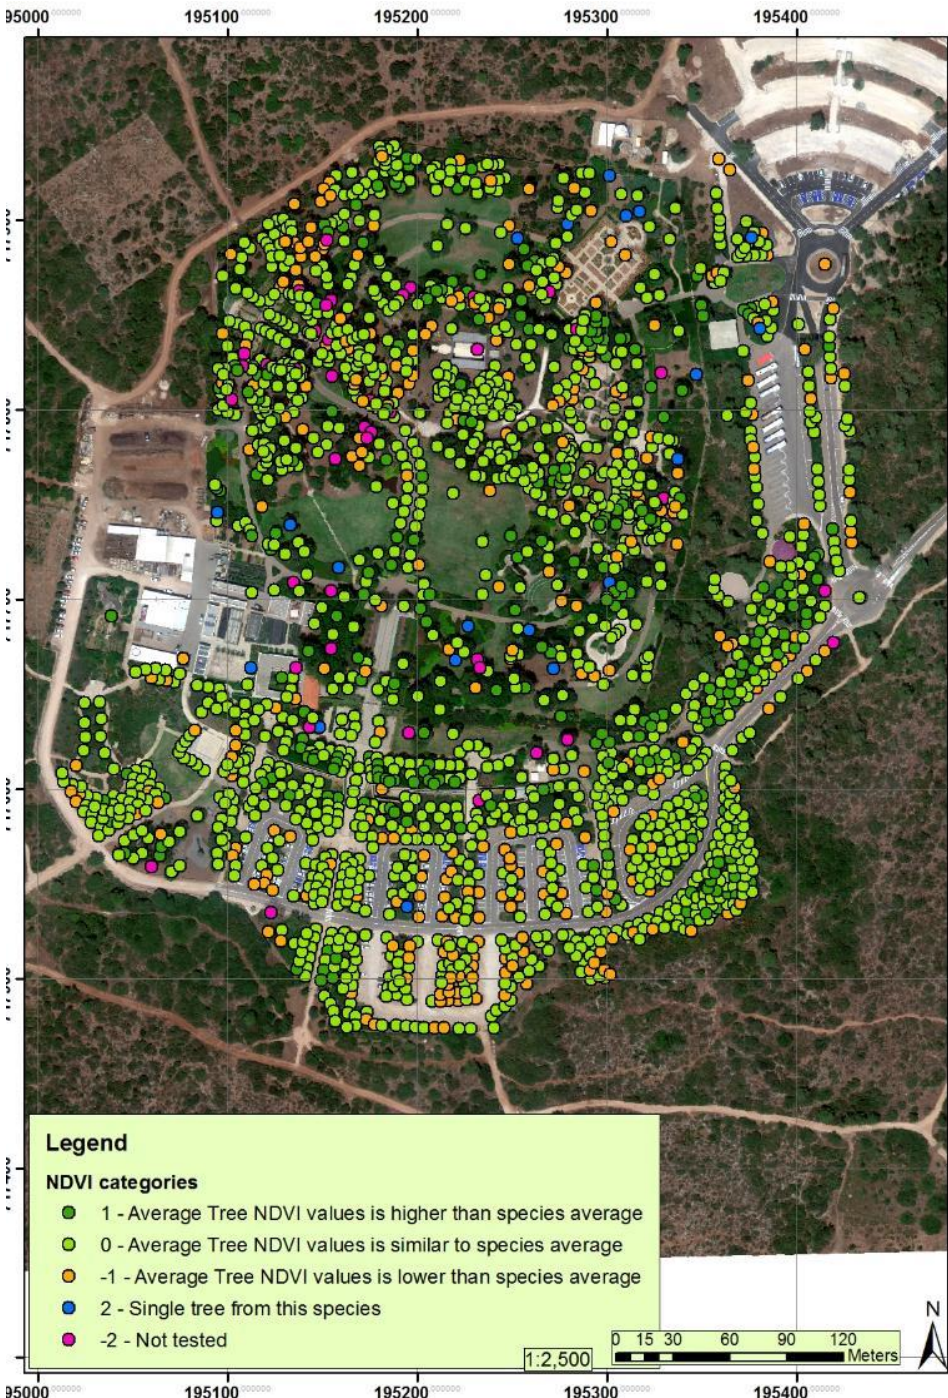 195000 195100 195200 195300 195400
Legend
NDVI categories
1 - Average Tree NDVI values is higher than species average
0 - Average Tree NDVI values is similar to species average
-1 - Average Tree NDVI values is lower than species average
2 - Single tree from this species
-2 - Not tested
1:2,500
0 15 30 60 90 120
Meters
N
195000 195100 195200 195300 195400